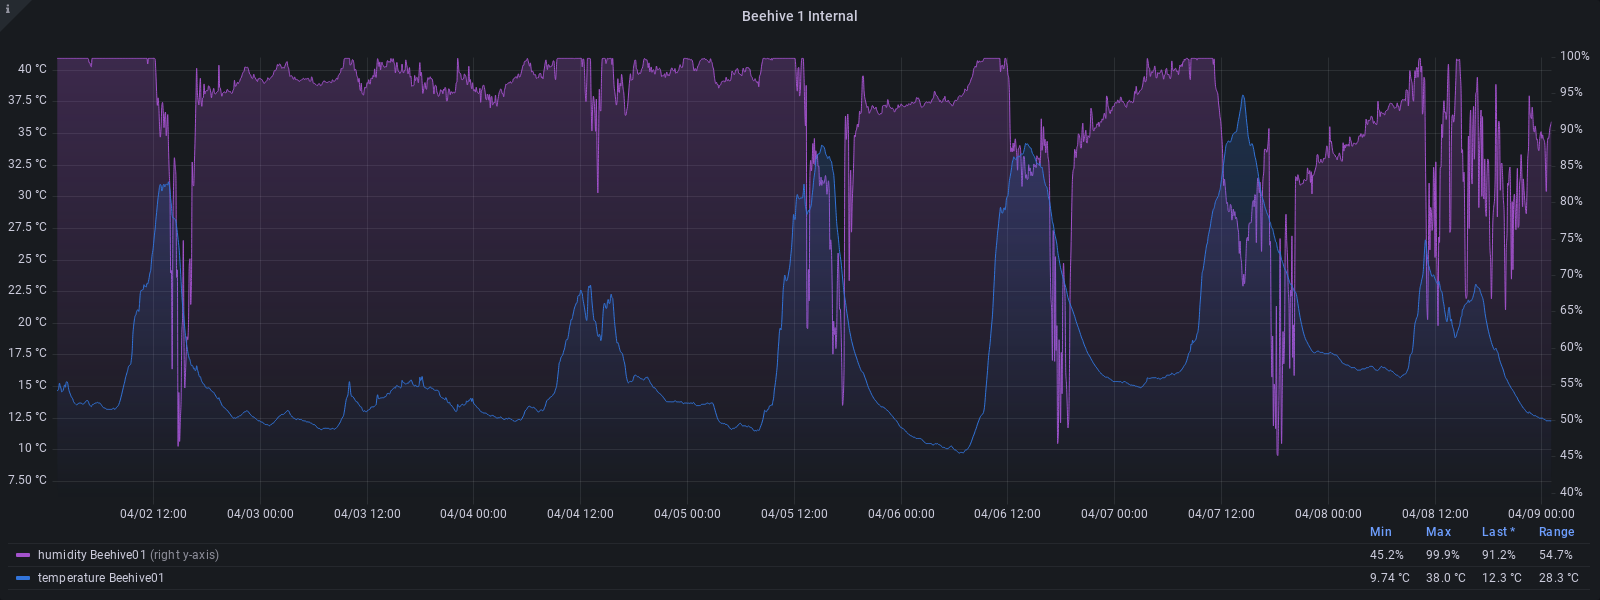 i
Beehive 1 Internal
40 °C
37.5 °C
35 °C
32.5 °C
30 °C
27.5 °C
25 °C
22.5 °C
20 °C
17.5 °C
15 °C
12.5 °C
10 °C
7.50 °C
100%
95%
90%
85%
80%
75%
70%
65%
60%
55%
50%
45%
40%
04/02 12:00 04/03 00:00 04/03 12:00 04/04 00:00 04/04 12:00 04/05 00:00 04/05 12:00 04/06 00:00 04/06 12:00 04/07 00:00 04/07 12:00 04/08 00:00 04/08 12:00 04/09 00:00
Min Max Last * Range
humidity Beehive01 (right y-axis) 45.2% 99.9% 91.2% 54.7%
temperature Beehive01 9.74 °C 38.0 °C 12.3 °C 28.3 °C